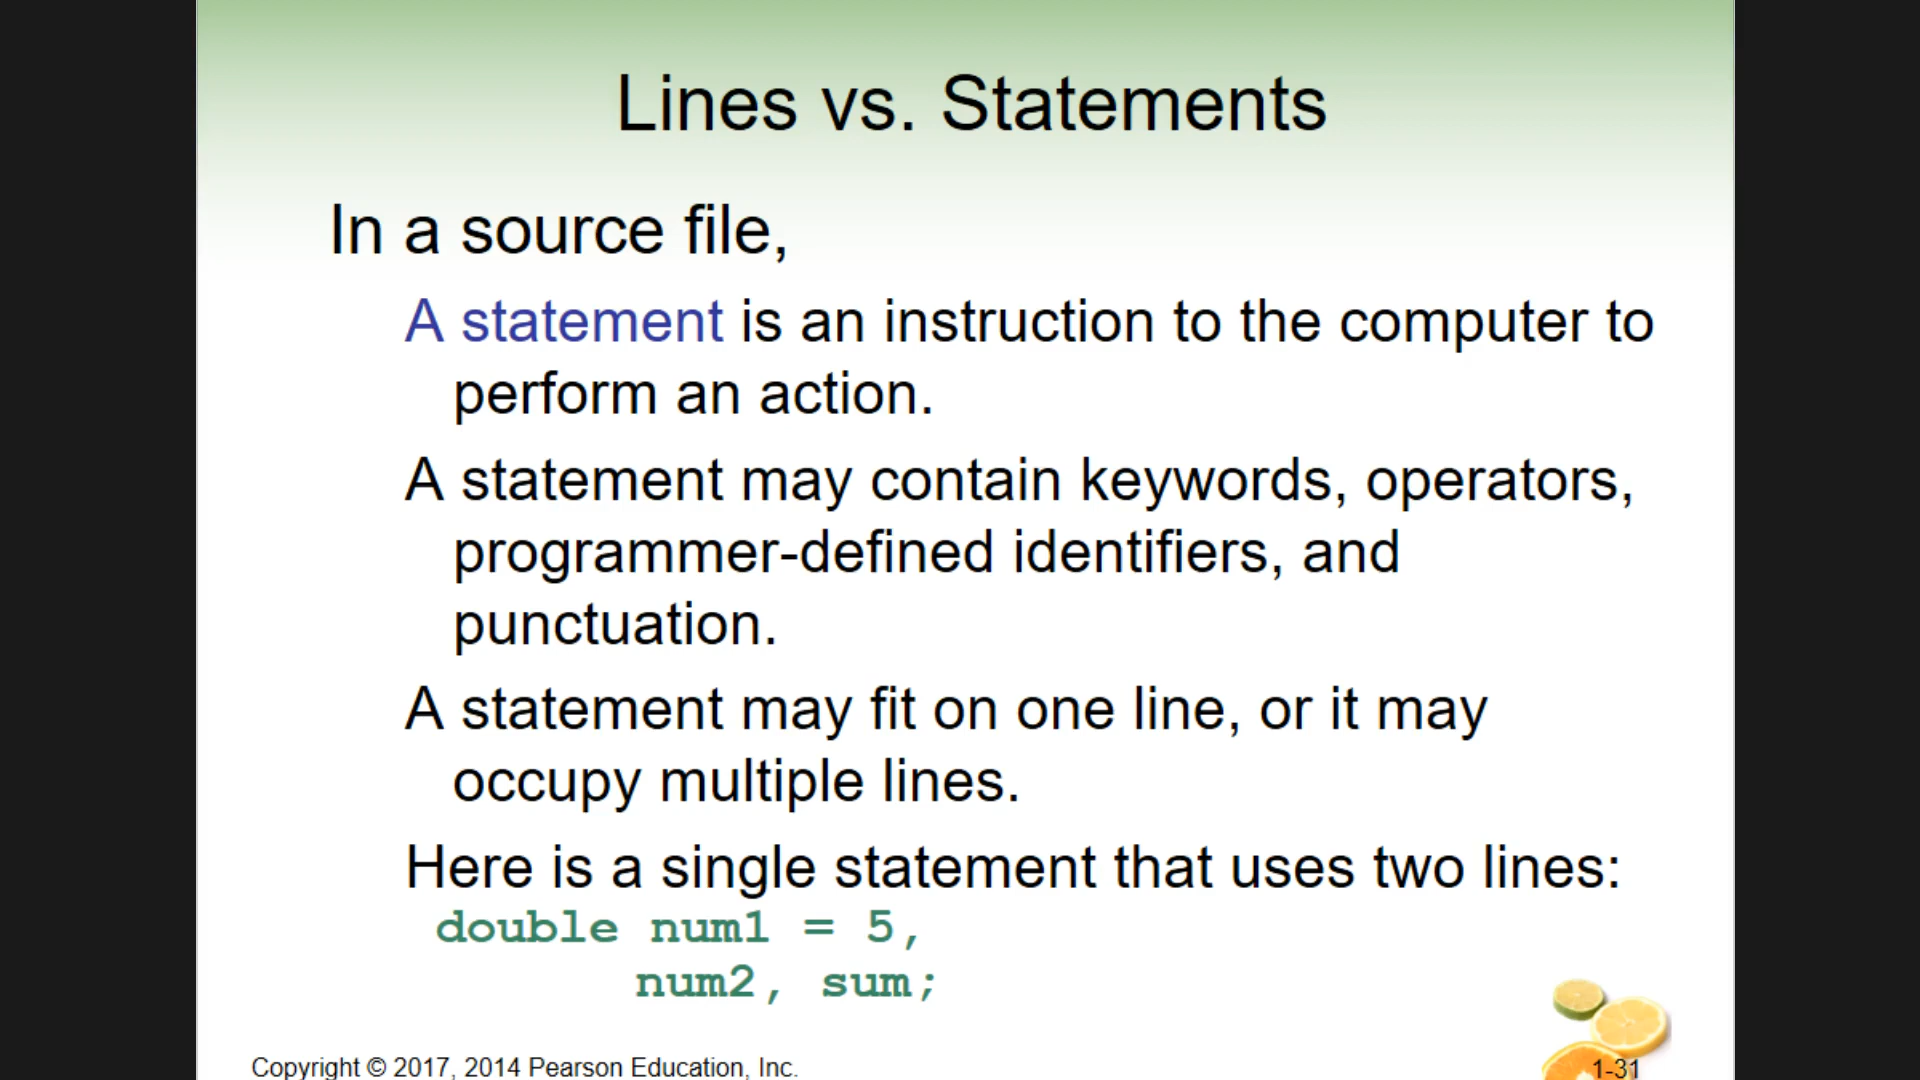 Lines vs. Statements
In a source file,
A statement is an instruction to the computer to
perform an action.
A statement may contain keywords, operators,
programmer-defined identifiers, and
punctuation.
A statement may fit on one line, or it may
occupy multiple lines.
Here is a single statement that uses two lines:
double num1 = 5,
num2, sum;
Copyright © 2017, 2014 Pearson Education, Inc.
1-31